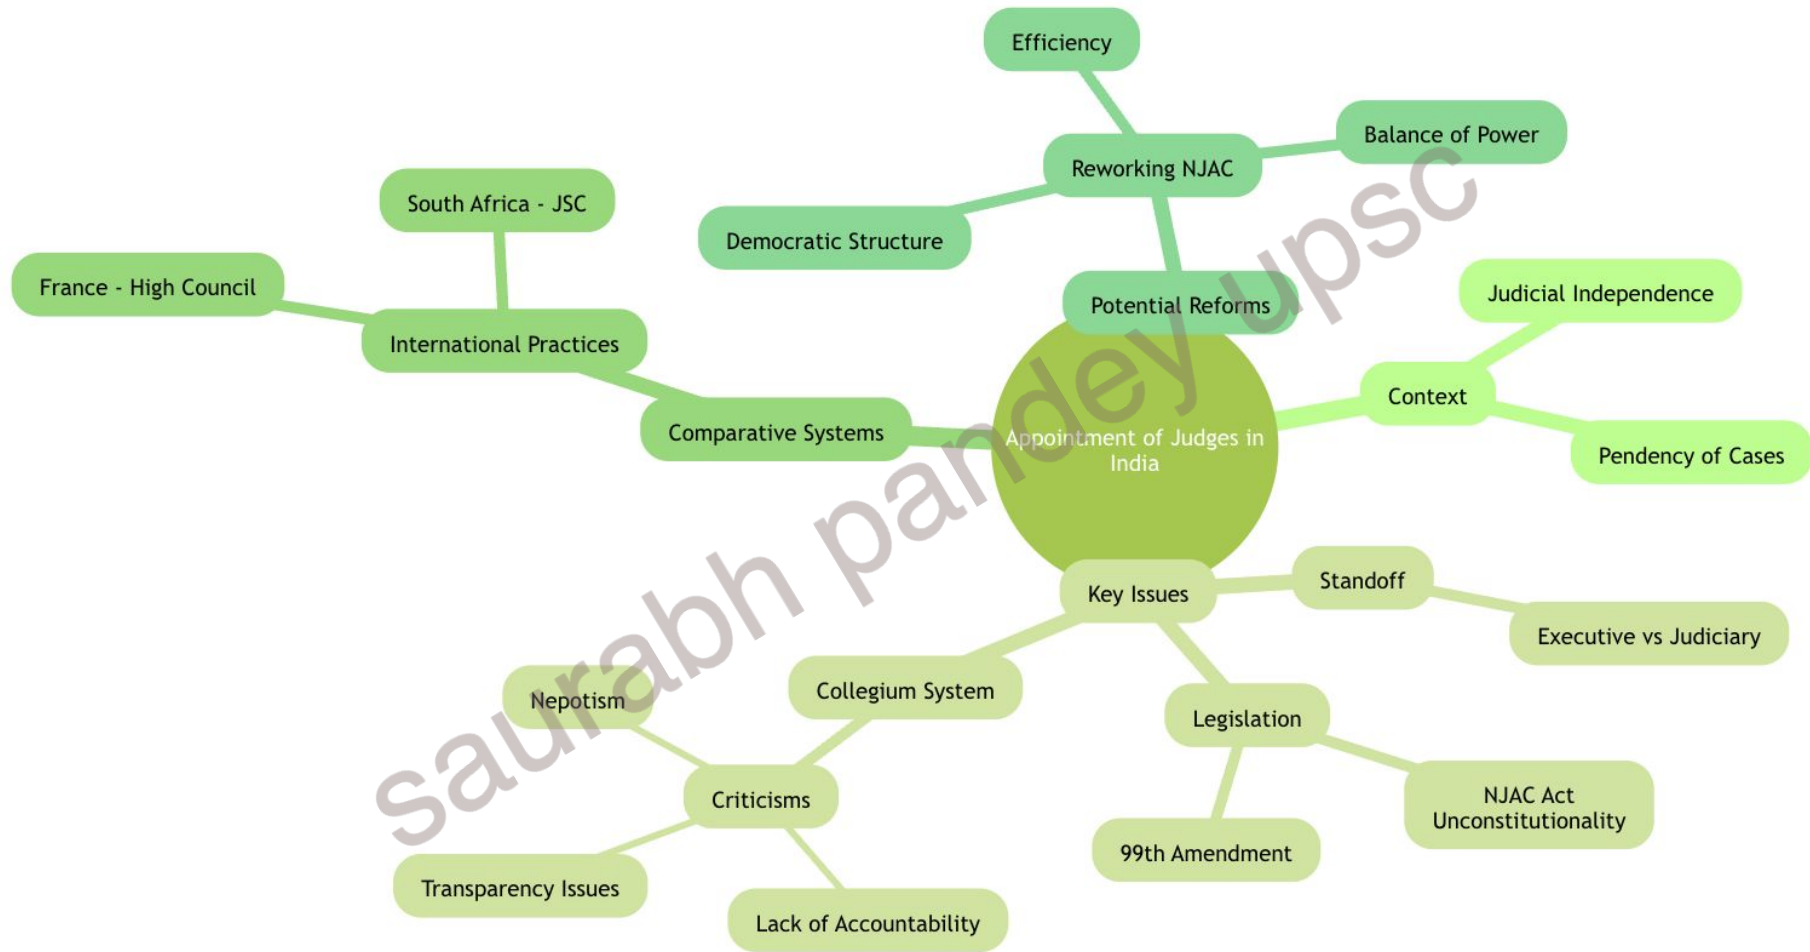 Efficiency
Balance of Power
Reworking NJAC
South Africa - JSC
Democratic Structure
France - High Council
Potential Reforms
Judicial Independence
International Practices
Context
Comparative Systems
Appointment of Judges in
India
Pendency of Cases
Key Issues
Standoff
Executive vs Judiciary
Collegium System
Nepotism
Legislation
Criticisms
NJAC Act
Unconstitutionality
99th Amendment
Transparency Issues
Lack of Accountability
saurabh pandey upsc